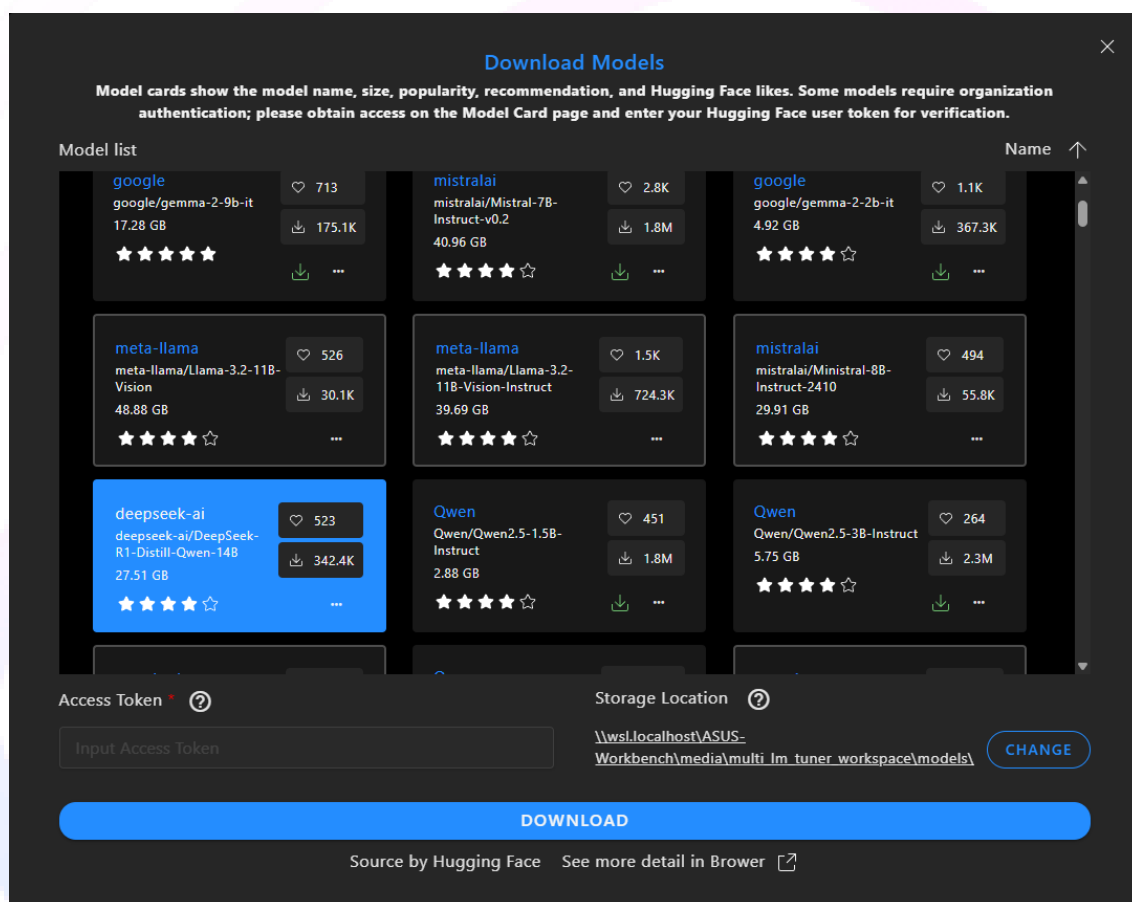 Download Models
Model cards show the model name, size, popularity, recommendation, and Hugging Face likes. Some models require organization
authentication; please obtain access on the Model Card page and enter your Hugging Face user token for verification.
Model list
Name
google
713
google/gemma-2-9b-it
17.28 GB
175.1K
mistralai
2.8K
mistralai/Mistral-7B-
Instruct-v0.2
1.8M
40.96 GB
google
1.1K
google/gemma-2-2b-it
4.92 GB
367.3K
meta-llama
526
meta-llama/Llama-3.2-11B-
Vision
30.1K
48.88 GB
meta-llama
1.5K
meta-llama/Llama-3.2-
11B-Vision-Instruct
724.3K
39.69 GB
mistralai
494
mistralai/Ministral-8B-
Instruct-2410
55.8K
29.91 GB
deepseek-ai
523
deepseek-ai/DeepSeek-
R1-Distill-Qwen-14B
342.4K
27.51 GB
Qwen
451
Qwen/Qwen2.5-1.5B-
Instruct
1.8M
2.88 GB
Qwen
264
Qwen/Qwen2.5-3B-Instruct
5.75 GB
2.3M
Access Token *
Input Access Token
Storage Location
\\wsl.localhost\ASUS-
Workbench\media\multi_lm_tuner_workspace\models\
CHANGE
DOWNLOAD
Source by Hugging Face See more detail in Brower